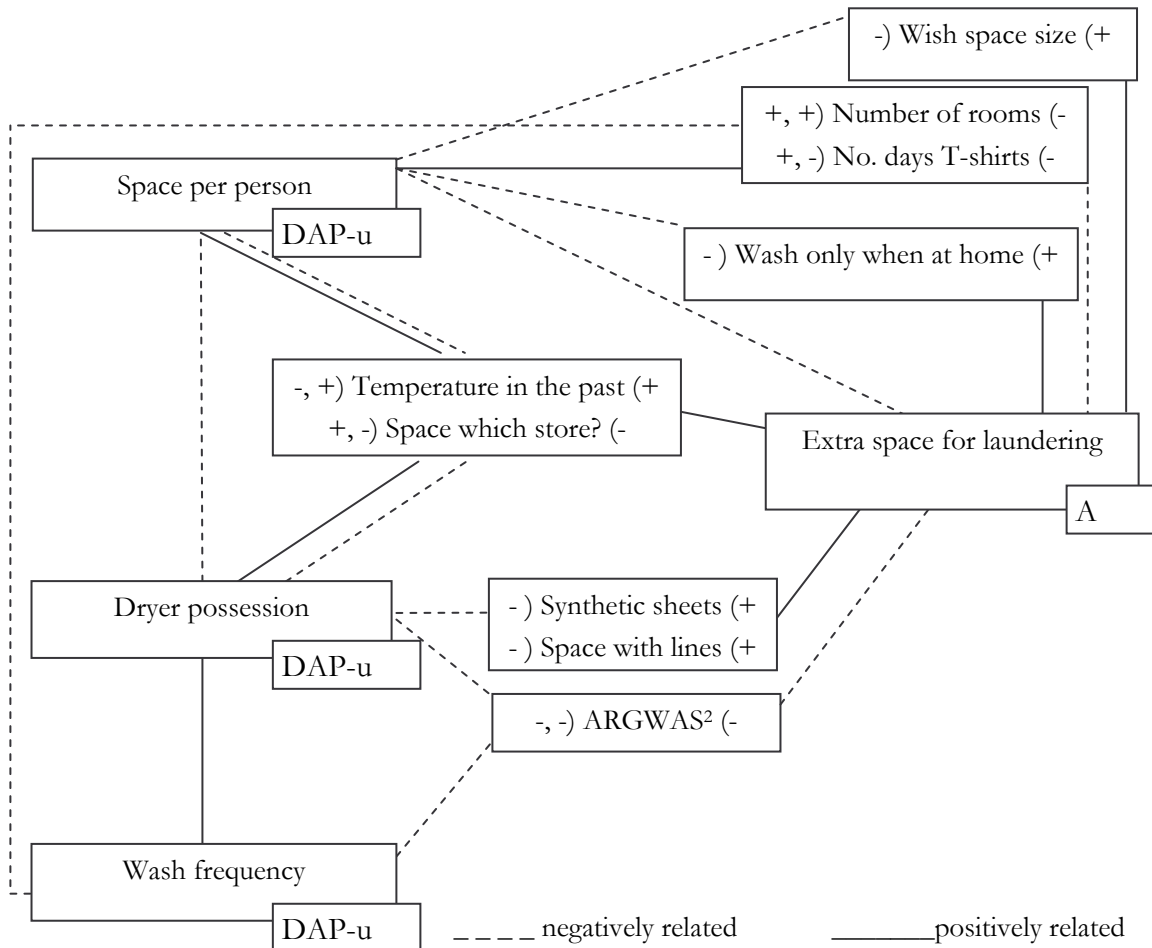 -) Wish space size (+
+, +) Number of rooms (-
+, -) No. days T-shirts (-
Space per person
DAP-u
- ) Wash only when at home (+
-, +) Temperature in the past (+
+, -) Space which store? (-
Extra space for laundering
A
Dryer possession
DAP-u
- ) Synthetic sheets (+
- ) Space with lines (+
-, -) ARGWAS² (-
Wash frequency
DAP-u
_ _ _ _ negatively related
_______positively related